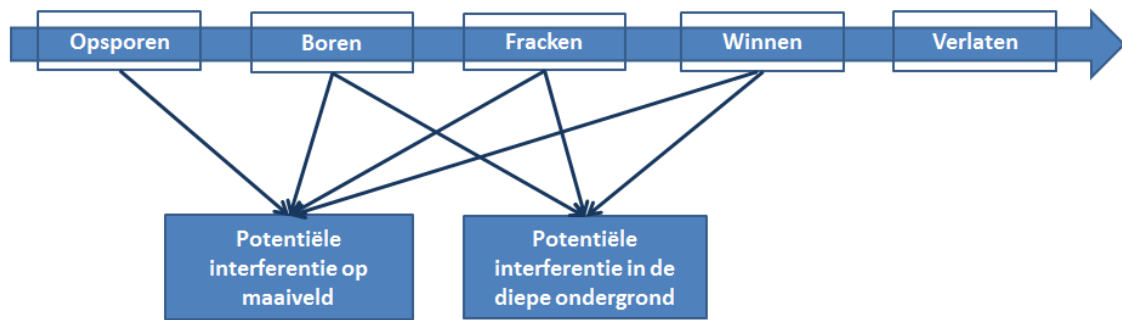 Opsporen
Boren
Fracken
Winnen
Verlaten
Potentiële
interferentie op
maaiveld
Potentiële
interferentie in de
diepe ondergrond